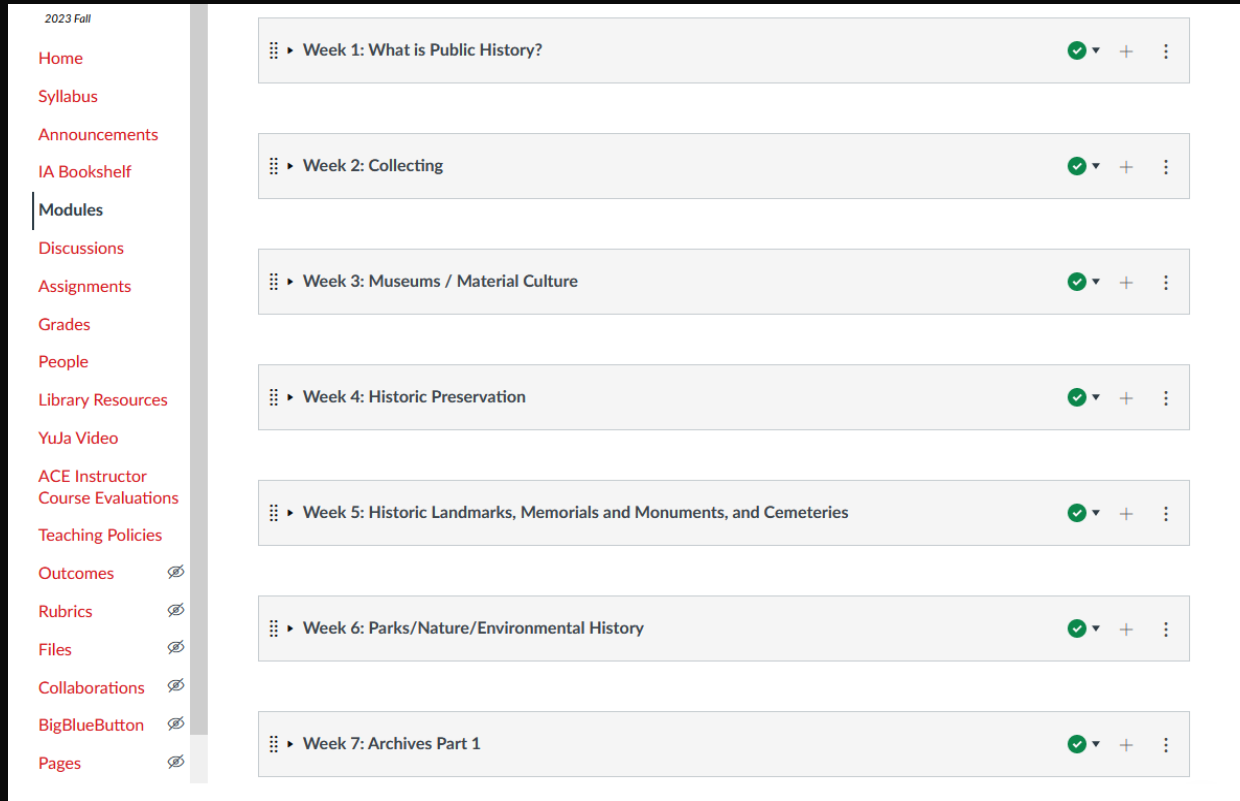 2023 Fall
Home
Syllabus
Announcements
IA Bookshelf
Modules
Discussions
Assignments
Grades
People
Library Resources
YuJa Video
ACE Instructor
Course Evaluations
Teaching Policies
Outcomes
Rubrics
Files
Collaborations
BigBlueButton
Pages
Week 1: What is Public History?
Week 2: Collecting
Week 3: Museums / Material Culture
Week 4: Historic Preservation
Week 5: Historic Landmarks, Memorials and Monuments, and Cemeteries
Week 6: Parks/Nature/Environmental History
Week 7: Archives Part 1